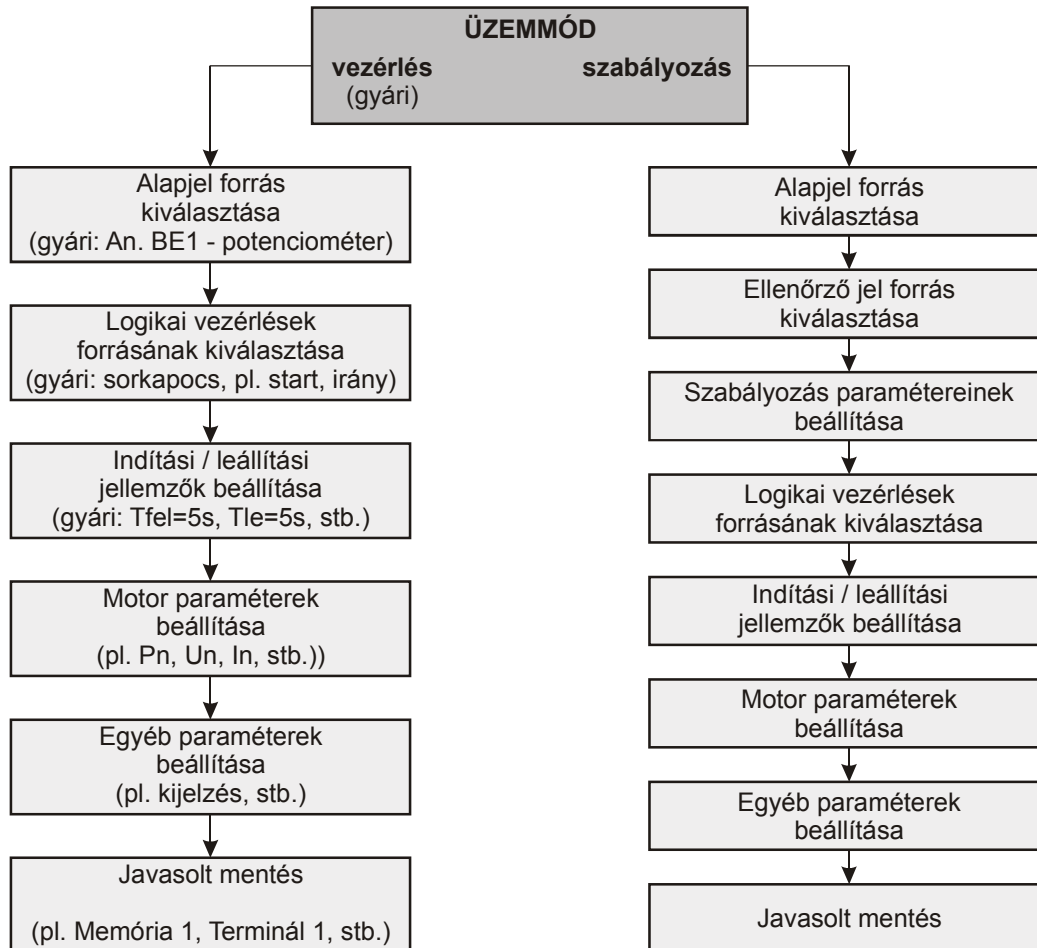 ÜZEMMÓD
vezérlés
(gyári)
szabályozás
Alapjel forrás
kiválasztása
(gyári: An. BE1 - potenciométer)
Logikai vezérlések
forrásának kiválasztása
(gyári: sorkapocs, pl. start, irány)
Indítási / leállítási
jellemzők beállítása
(gyári: Tfel=5s, Tle=5s, stb.)
Motor paraméterek
beállítása
(pl. Pn, Un, In, stb.))
Egyéb paraméterek
beállítása
(pl. kijelzés, stb.)
Javasolt mentés
(pl. Memória 1, Terminál 1, stb.)
Alapjel forrás
kiválasztása
Ellenőrző jel forrás
kiválasztása
Szabályozás paramétereinek
beállítása
Logikai vezérlések
forrásának kiválasztása
Indítási / leállítási
jellemzők beállítása
Motor paraméterek
beállítása
Egyéb paraméterek
beállítása
Javasolt mentés